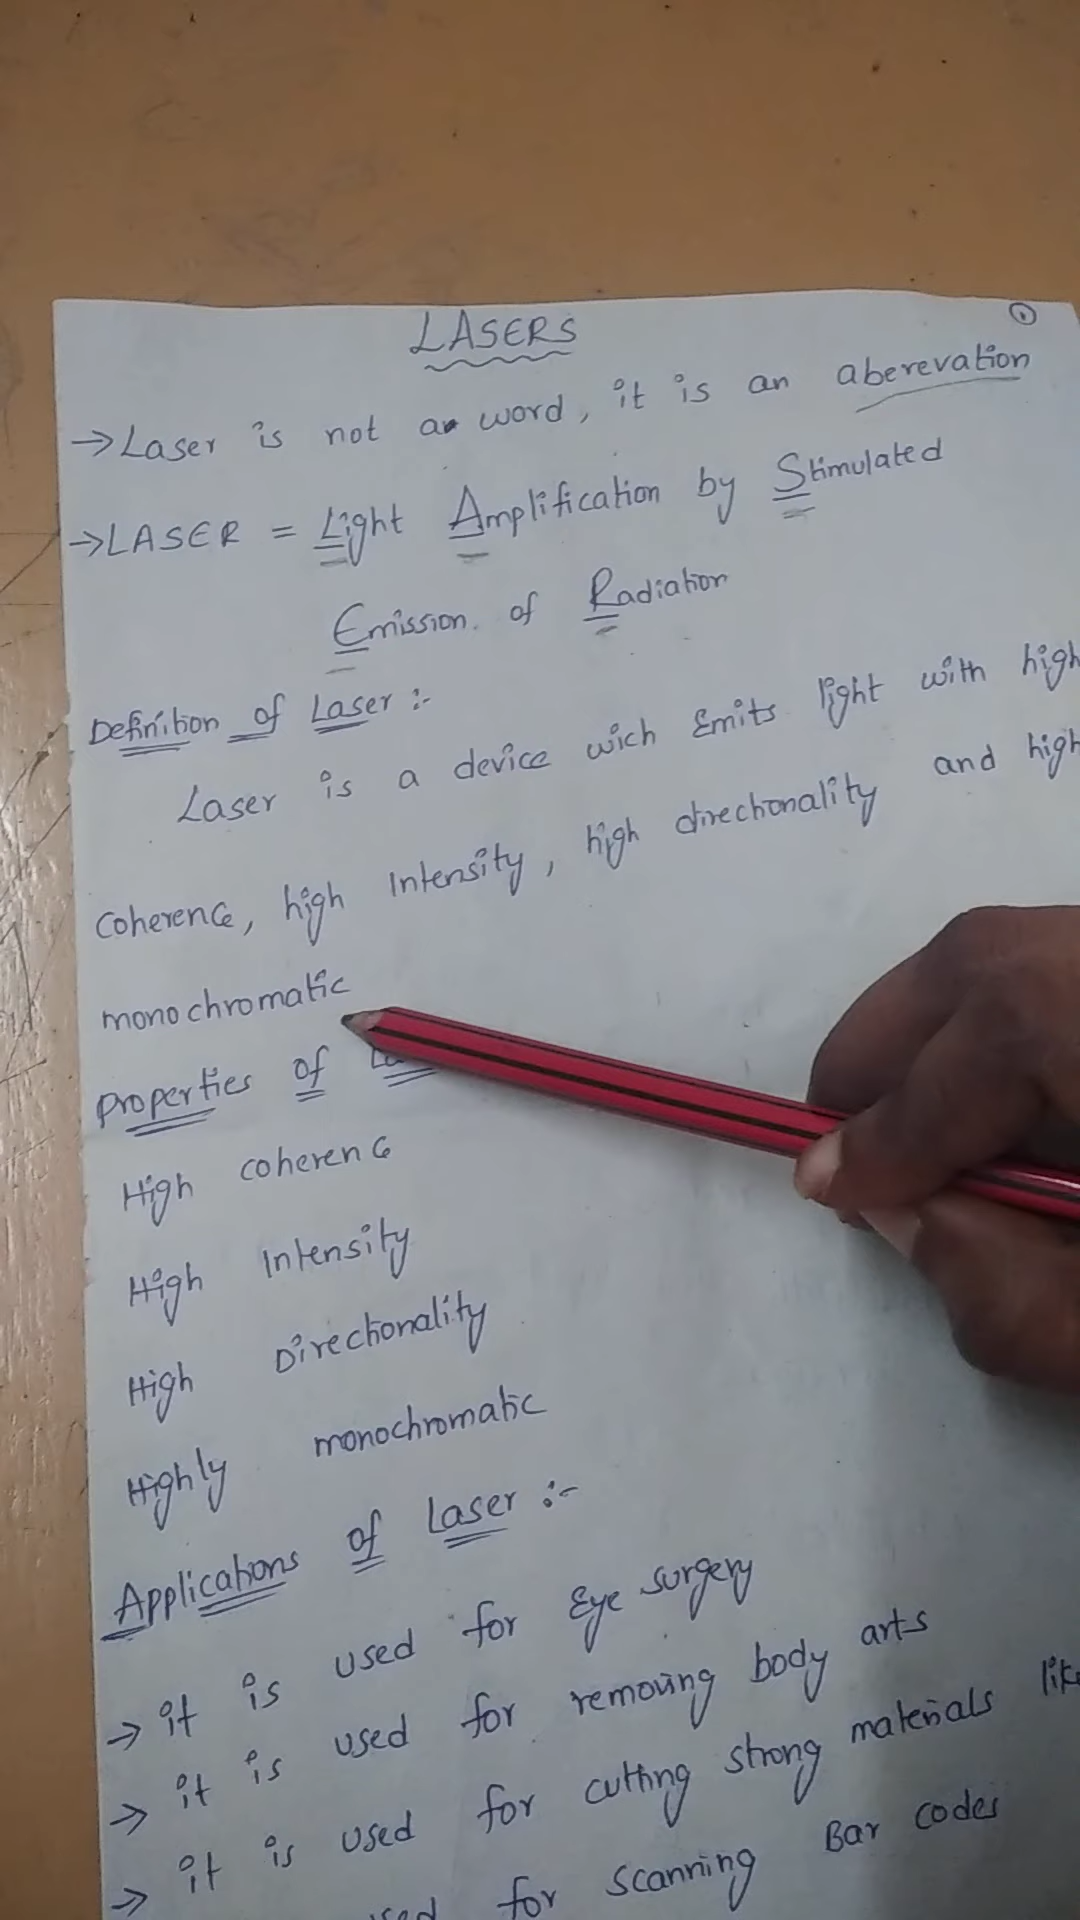 LASERS
1
→ Laser is not a word, it is an aberevation
→ LASER = Light Amplification by Stimulated
Emission of Radiation
Definition of Laser :-
Laser is a device wich Emits light with high
coherence, high Intensity, high directionality and high
monochromatic
Properties of
High coherence
High Intensity
High Directionality
Highly monochromatic
Applications of Laser :-
→ it is used for Eye surgery
→ it is used for removing body arts
→ it is used for cutting strong materials like
used for scanning Bar codes